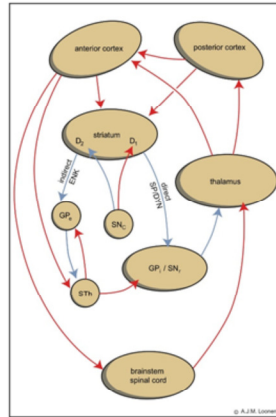 anterior cortex
posterior cortex
striatum
D2
D1
indirect
ENK
direct
SP/DYN
thalamus
GPe
SNC
GPi / SNr
STh
brainstem
spinal cord
© A.J.M. Loonen